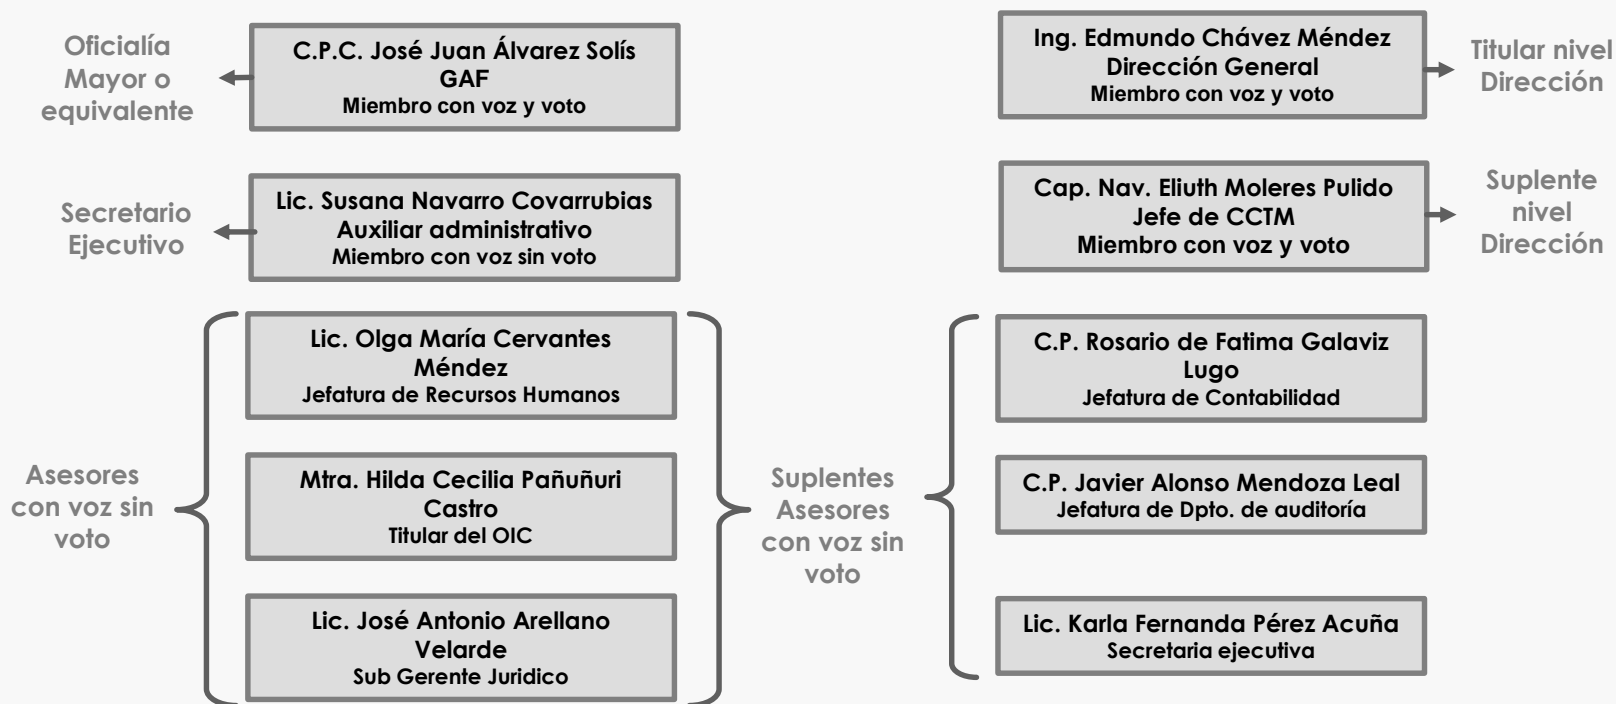 Oficialía
Mayor o
equivalente
C.P.C. José Juan Álvarez Solís
GAF
Miembro con voz y voto
Ing. Edmundo Chávez Méndez
Dirección General
Miembro con voz y voto
Titular nivel
Dirección
Secretario
Ejecutivo
Lic. Susana Navarro Covarrubias
Auxiliar administrativo
Miembro con voz sin voto
Cap. Nav. Eliuth Moleres Pulido
Jefe de CCTM
Miembro con voz y voto
Suplente
nivel
Dirección
Asesores
con voz sin
voto
Lic. Olga María Cervantes
Méndez
Jefatura de Recursos Humanos
Mtra. Hilda Cecilia Pañuñuri
Castro
Titular del OIC
Lic. José Antonio Arellano
Velarde
Sub Gerente Juridico
Suplentes
Asesores
con voz sin
voto
C.P. Rosario de Fatima Galaviz
Lugo
Jefatura de Contabilidad
C.P. Javier Alonso Mendoza Leal
Jefatura de Dpto. de auditoría
Lic. Karla Fernanda Pérez Acuña
Secretaria ejecutiva